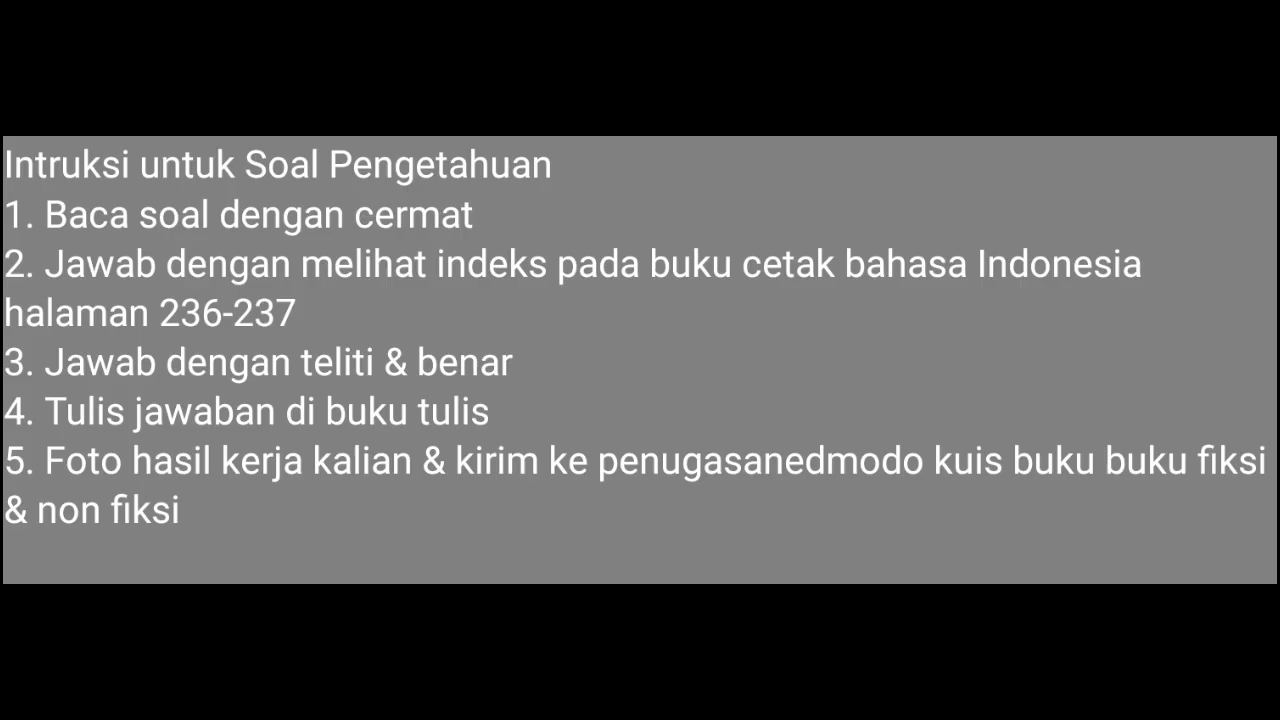 Intruksi untuk Soal Pengetahuan
1. Baca soal dengan cermat
2. Jawab dengan melihat indeks pada buku cetak bahasa Indonesia
halaman 236-237
3. Jawab dengan teliti & benar
4. Tulis jawaban di buku tulis
5. Foto hasil kerja kalian & kirim ke penugasanedmodo kuis buku buku fiksi
& non fiksi